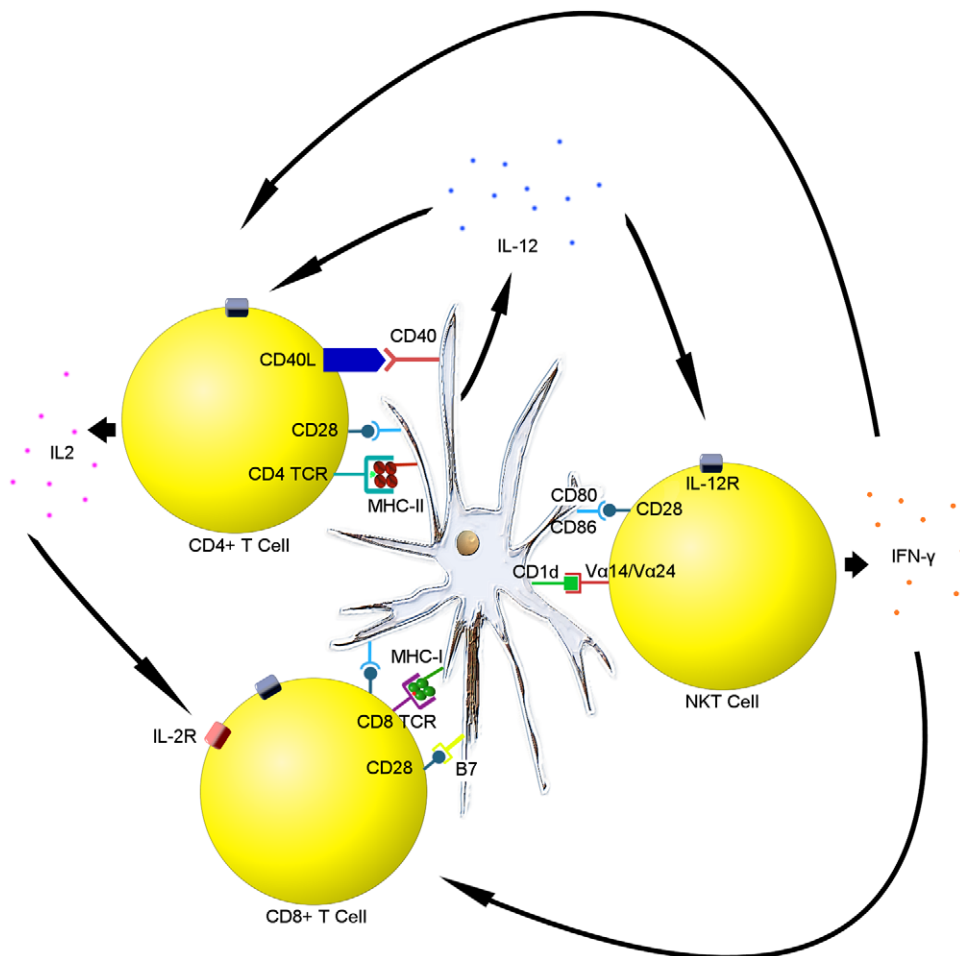 IL-12
CD40
CD40L
CD28
IL2
CD4 TCR
MHC-II
CD4+ T Cell
IL-12R
CD80
CD28
CD86
IFN-γ
CD1d
Vα14/Vα24
NKT Cell
MHC-I
CD8 TCR
IL-2R
CD28
B7
CD8+ T Cell